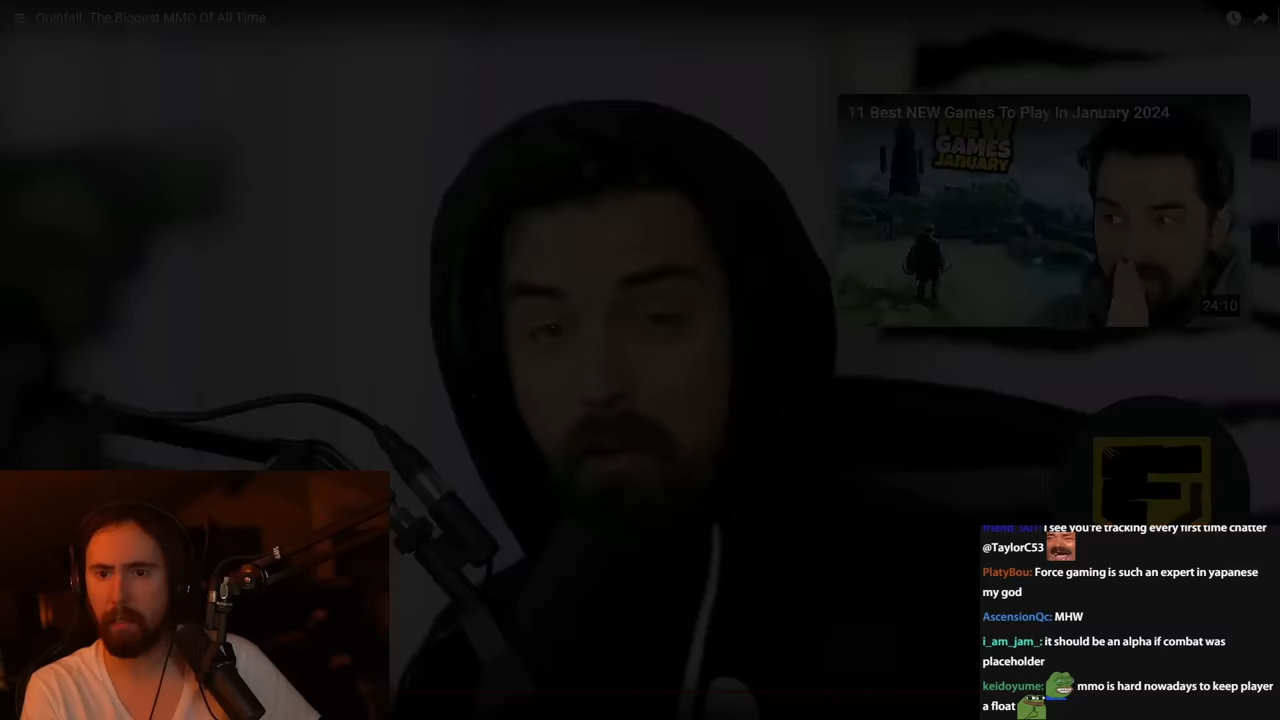 Quinfall: The Biggest MMO Of All Time
11 Best NEW Games To Play In January 2024
NEW
GAMES
JANUARY
24:10
I see you're tracking every first time chatter
@TaylorC53
PlatyBou: Force gaming is such an expert in yapanese
my god
AscensionQc: MHW
i_am_jam_: it should be an alpha if combat was
placeholder
keidoyume: mmo is hard nowadays to keep player
a float